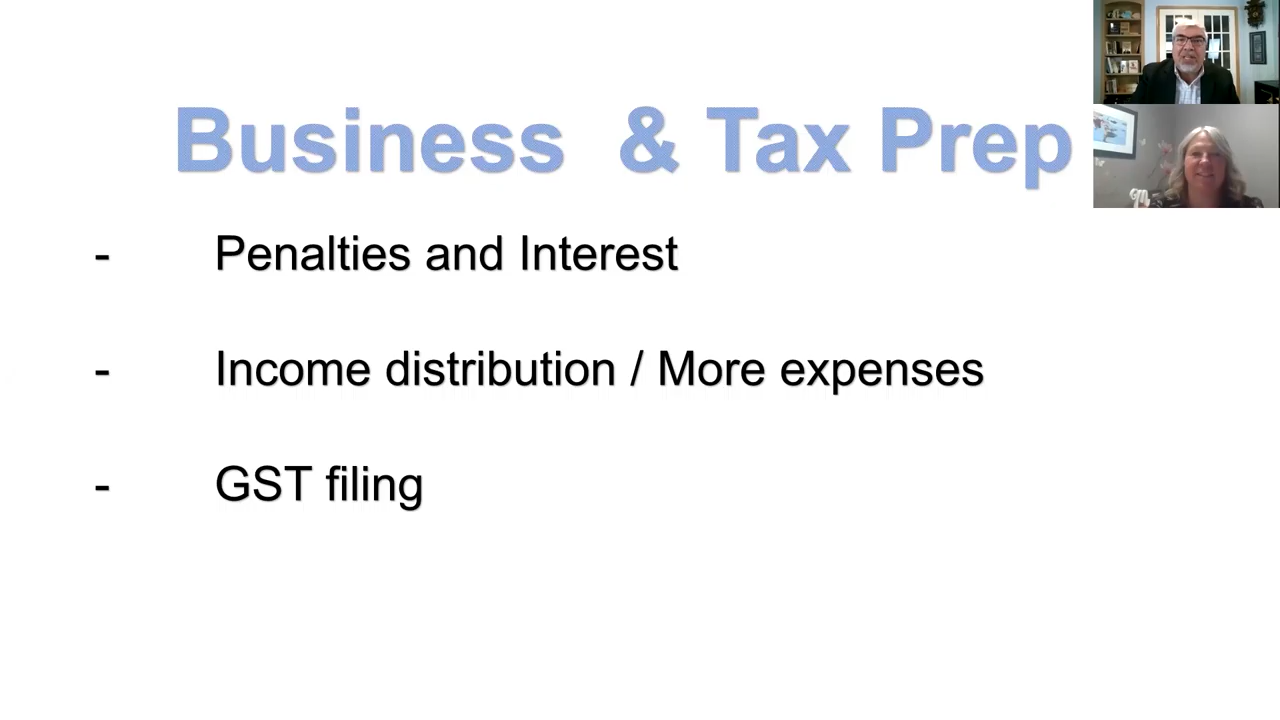 Business & Tax Prep
- Penalties and Interest
- Income distribution / More expenses
- GST filing